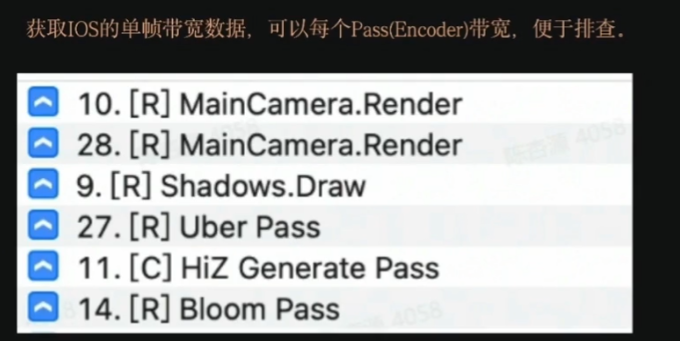 获取IOS的单帧带宽数据，可以每个Pass(Encoder)带宽，便于排查。
10. [R] MainCamera.Render
28. [R] MainCamera.Render
9. [R] Shadows.Draw
27. [R] Uber Pass
11. [C] HiZ Generate Pass
14. [R] Bloom Pass